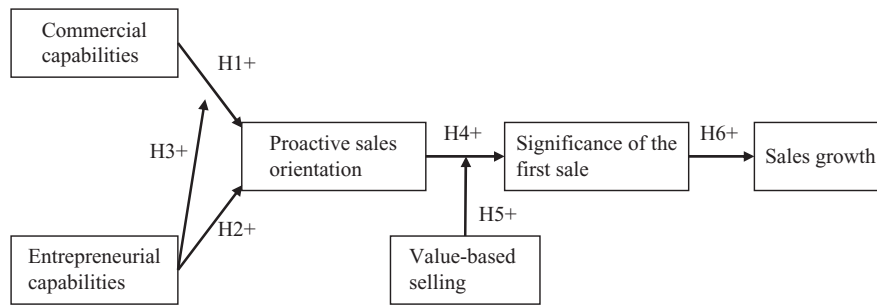 Commercial
capabilities
H1+
H3+
Proactive sales
orientation
H4+
Significance of the
first sale
H6+
Sales growth
H2+
H5+
Entrepreneurial
capabilities
Value-based
selling